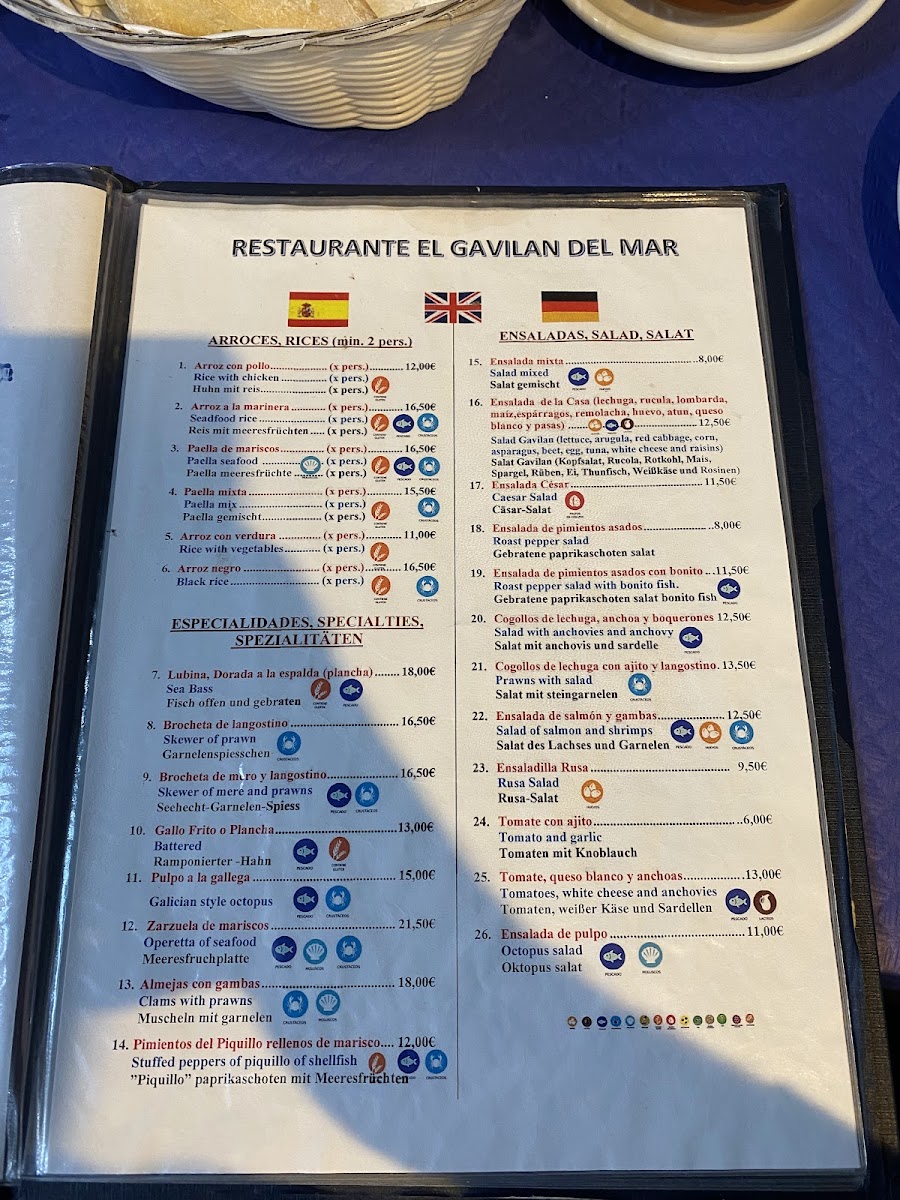 RESTAURANTE EL GAVILAN DEL MAR
ARROCES, RICES (min. 2 pers.)
1. Arroz con pollo.................. (x pers.)............ 12,00€
Rice with chicken ............. (x pers.)
Huhn mit reis.................... (x pers.)
2. Arroz a la marinera .......... (x pers.).......... 16,50€
Seadfood rice .................... (x pers.)
Reis mit meeresfrüchten ..... (x pers.)
3. Paella de mariscos............. (x pers.).......... 16,50€
Paella seafood ......... (x pers.)
Paella meeresfrüchte ......... (x pers.)
4. Paella mixta ...................... (x pers.).......... 15,50€
Paella mix ......................... (x pers.)
Paella gemischt.................. (x pers.)
5. Arroz con verdura ............ (x pers.).......... 11,00€
Rice with vegetables........... (x pers.)
6. Arroz negro ...................... (x pers.).......... 16,50€
Black rice........................... (x pers.)
ESPECIALIDADES, SPECIALTIES,
SPEZIALITÄTEN
7. Lubina, Dorada a la espalda (plancha)....... 18,00€
Sea Bass
Fisch offen und gebraten
8. Brocheta de langostino ............................... 16,50€
Skewer of prawn
Garnelenspiesschen
9. Brocheta de mero y langostino.................... 16,50€
Skewer of mere and prawns
Seehecht-Garnelen-Spiess
10. Gallo Frito o Plancha................................ 13,00€
Battered
Ramponierter -Hahn
11. Pulpo a la gallega ..................................... 15,00€
Galician style octopus
12. Zarzuela de mariscos ................................. 21,50€
Operetta of seafood
Meeresfruchplatte
13. Almejas con gambas.................................. 18,00€
Clams with prawns
Muscheln mit garnelen
14. Pimientos del Piquillo rellenos de marisco.... 12,00€
Stuffed peppers of piquillo of shellfish
”Piquillo” paprikaschoten mit Meeresfrüchten
ENSALADAS, SALAD, SALAT
15. Ensalada mixta.....................................8,00€
Salad mixed
Salat gemischt
16. Ensalada de la Casa (lechuga, rucula, lombarda,
maíz,espárragos, remolacha, huevo, atun, queso
blanco y pasas) ......................................12,50€
Salad Gavilan (lettuce, arugula, red cabbage, corn,
asparagus, beet, egg, tuna, white cheese and raisins)
Salat Gavilan (Kopfsalat, Rucola, Rotkohl, Mais,
Spargel, Rüben, Ei, Thunfisch, Weißkäse und Rosinen)
17. Ensalada César.....................................11,50€
Caesar Salad
Cäsar-Salat
18. Ensalada de pimientos asados...................8,00€
Roast pepper salad
Gebratene paprikaschoten salat
19. Ensalada de pimientos asados con bonito ...11,50€
Roast pepper salad with bonito fish.
Gebratene paprikaschoten salat bonito fish
20. Cogollos de lechuga, anchoa y boquerones 12,50€
Salad with anchovies and anchovy
Salat mit anchovis und sardelle
21. Cogollos de lechuga con ajito y langostino. 13,50€
Prawns with salad
Salat mit steingarnelen
22. Ensalada de salmón y gambas.................... 12,50€
Salad of salmon and shrimps
Salat des Lachses und Garnelen
23. Ensaladilla Rusa ..................................... 9,50€
Rusa Salad
Rusa-Salat
24. Tomate con ajito .....................................6,00€
Tomato and garlic
Tomaten mit Knoblauch
25. Tomate, queso blanco y anchoas...............13,00€
Tomatoes, white cheese and anchovies
Tomaten, weißer Käse und Sardellen
26. Ensalada de pulpo ..................................11,00€
Octopus salad
Oktopus salat